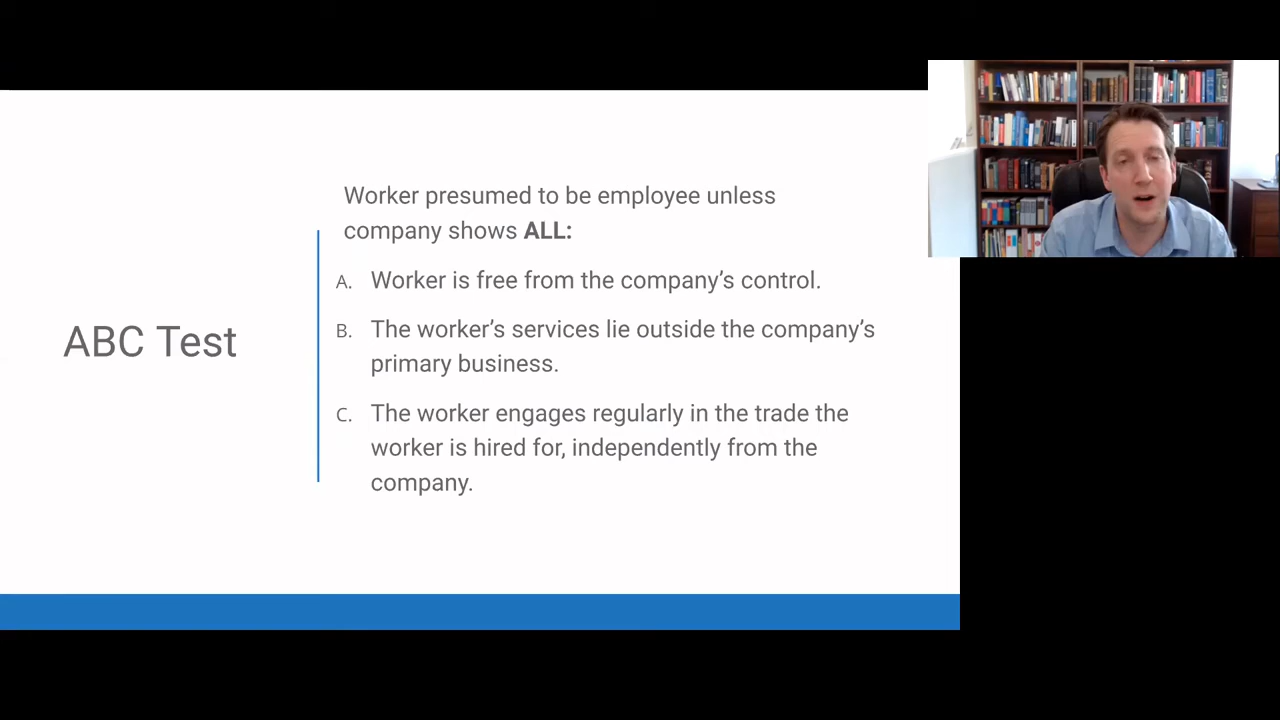 ABC Test
Worker presumed to be employee unless
company shows ALL:
A. Worker is free from the company's control.
B. The worker's services lie outside the company's
primary business.
C. The worker engages regularly in the trade the
worker is hired for, independently from the
company.